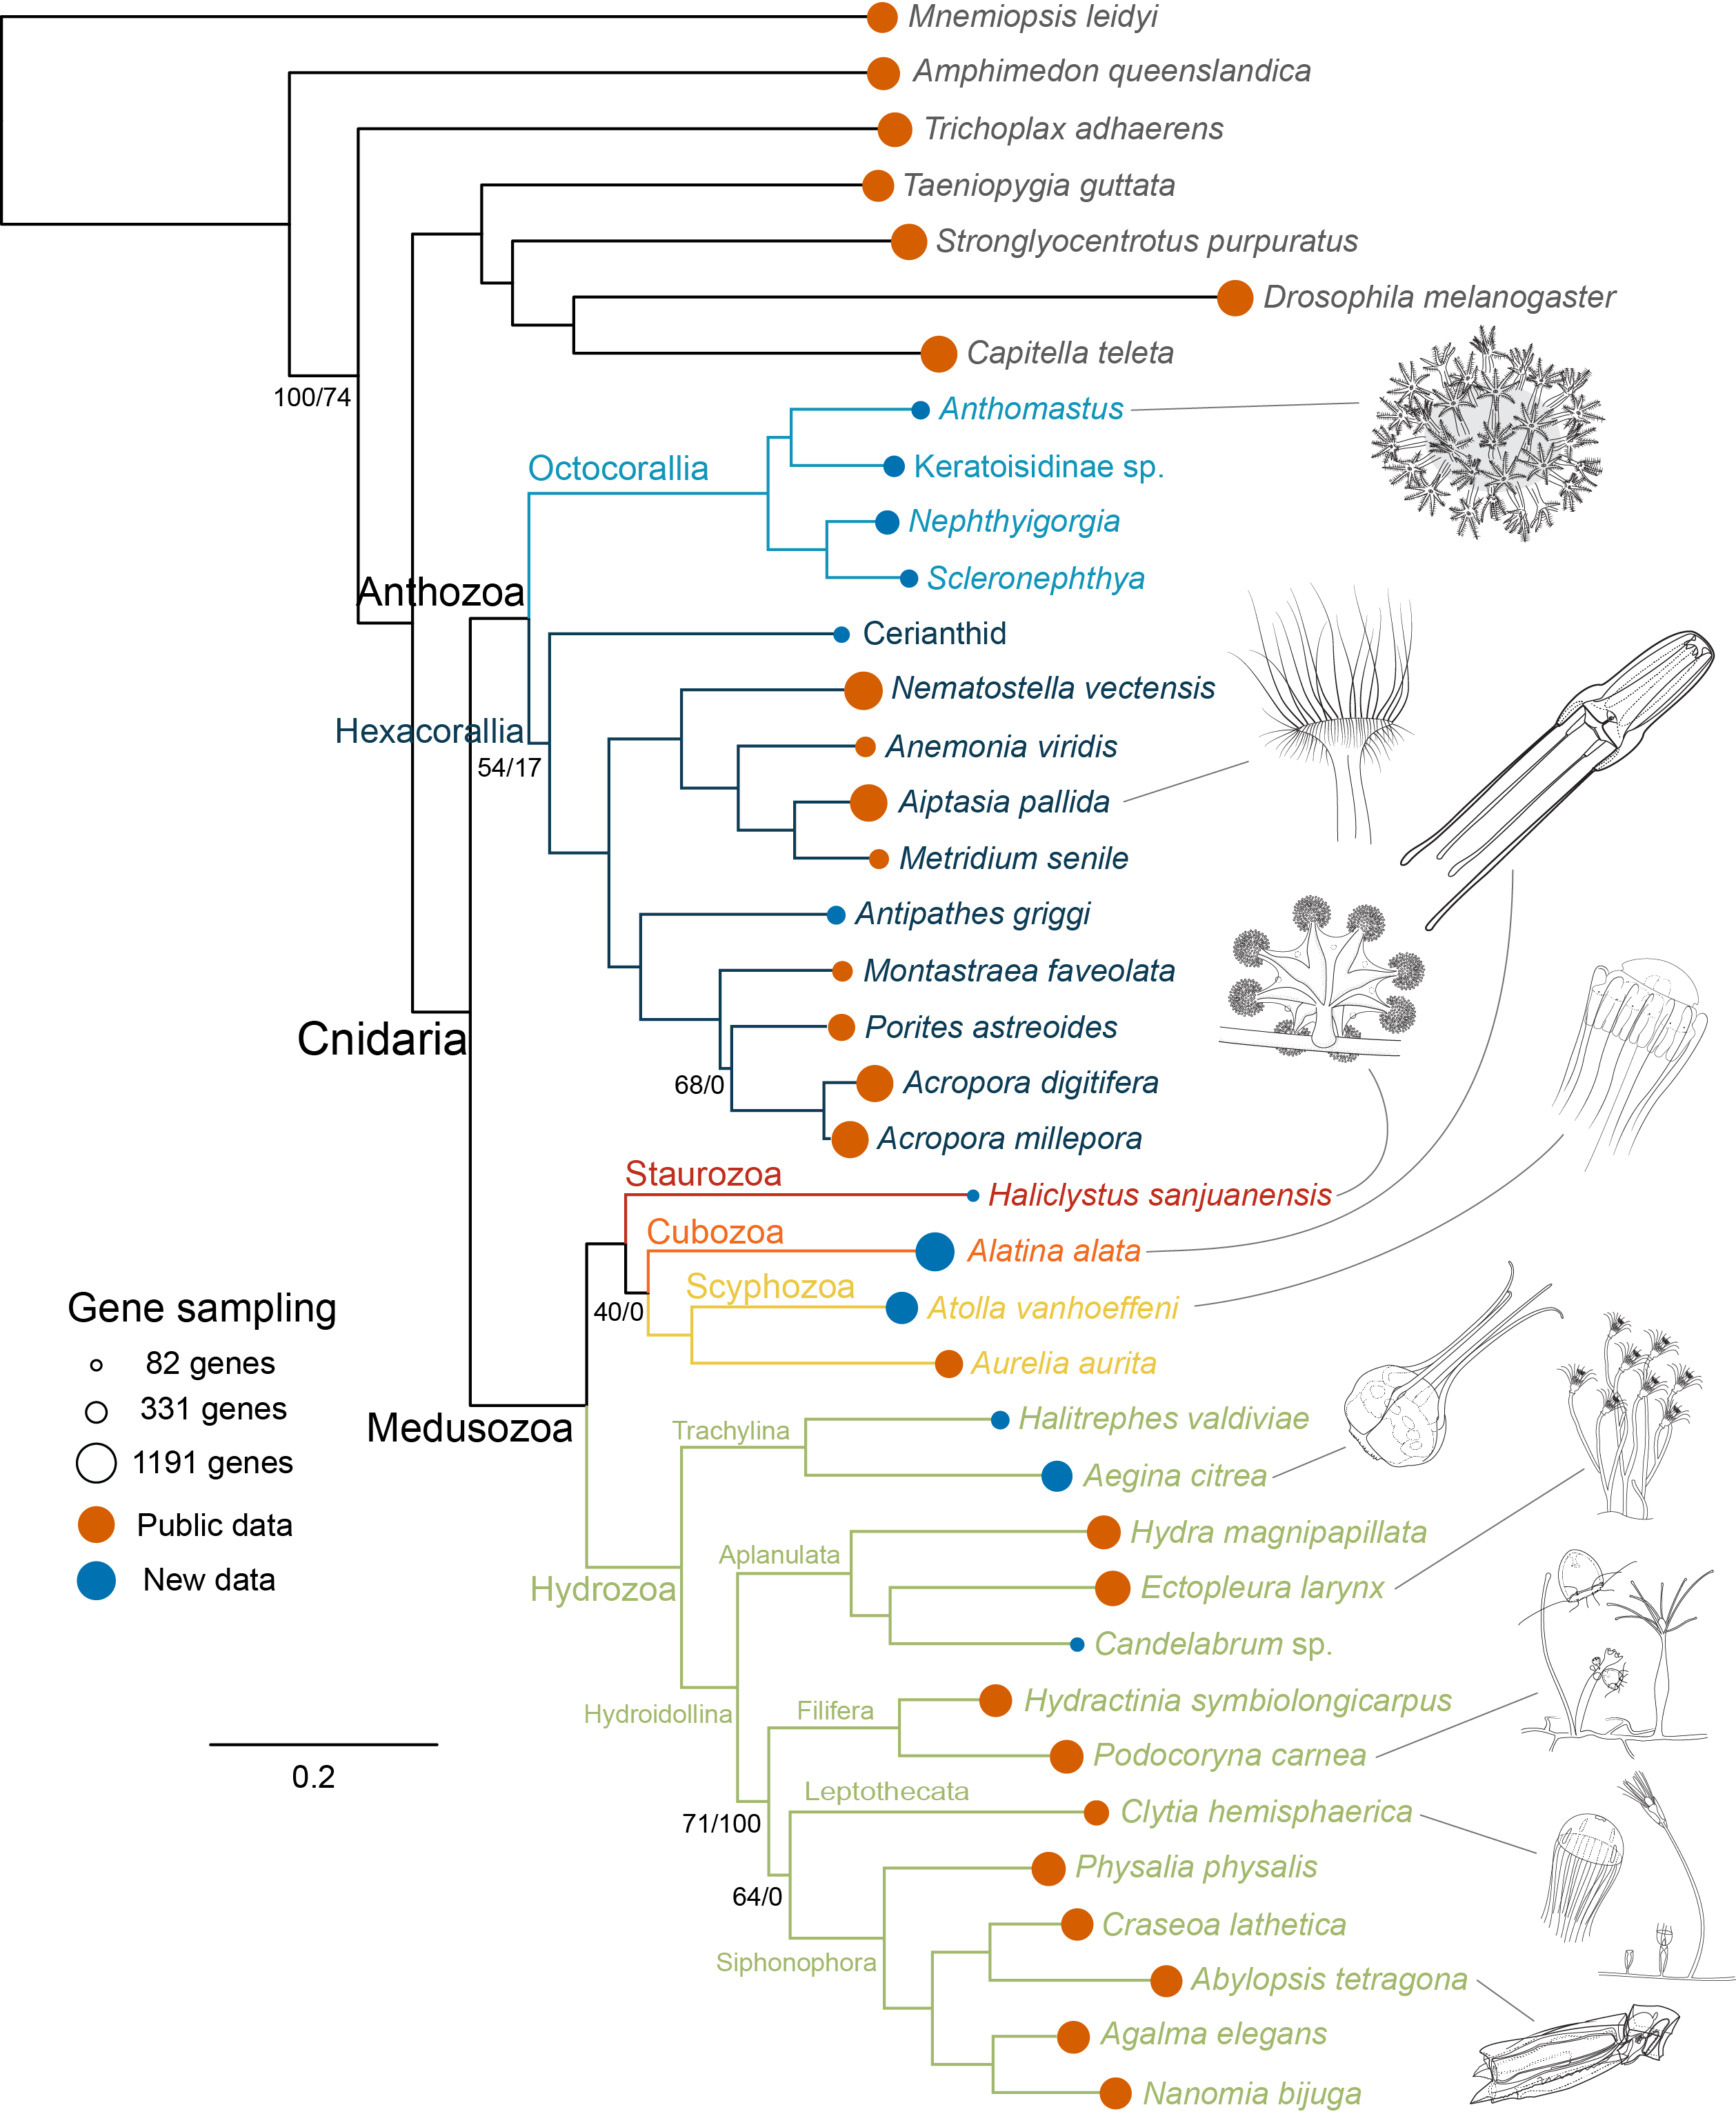 Mnemiopsis leidyi
Amphimedon queenslandica
Trichoplax adhaerens
Taeniopygia guttata
Stronglyocentrotus purpuratus
Drosophila melanogaster
Capitella teleta
100/74
Anthomastus
Octocorallia
Keratoisidinae sp.
Nephthyigorgia
Scleronephthya
Anthozoa
Cerianthid
Nematostella vectensis
Hexacorallia
Anemonia viridis
54/17
Aiptasia pallida
Metridium senile
Antipathes griggi
Montastraea faveolata
Porites astreoides
Cnidaria
Acropora digitifera
68/0
Acropora millepora
Staurozoa
Haliclystus sanjuanensis
Cubozoa
Alatina alata
Scyphozoa
Atolla vanhoeffeni
40/0
Aurelia aurita
Gene sampling
82 genes
331 genes
1191 genes
Public data
New data
0.2
Medusozoa
Trachylina
Halitrephes valdiviae
Aegina citrea
Hydra magnipapillata
Aplanulata
Hydrozoa
Ectopleura larynx
Candelabrum sp.
Hydroidollina
Filifera
Hydractinia symbiolongicarpus
Podocoryna carnea
Leptothecata
Clytia hemisphaerica
71/100
Physalia physalis
64/0
Craseoa lathetica
Siphonophora
Abylopsis tetragona
Agalma elegans
Nanomia bijuga